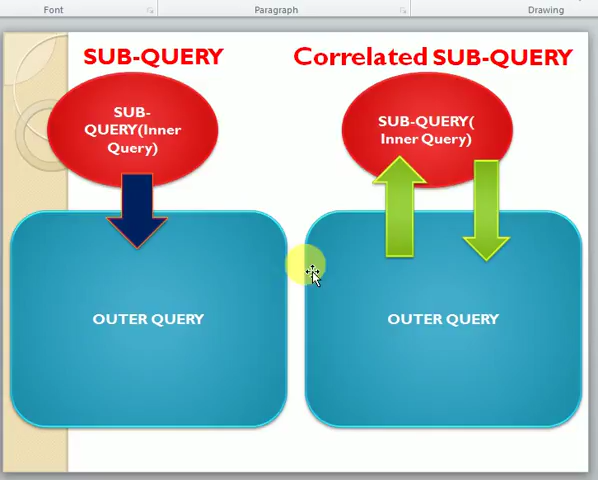 Font
Paragraph
Drawing
SUB-QUERY
Correlated SUB-QUERY
SUB-
QUERY(Inner
Query)
SUB-QUERY(
Inner Query)
OUTER QUERY
OUTER QUERY